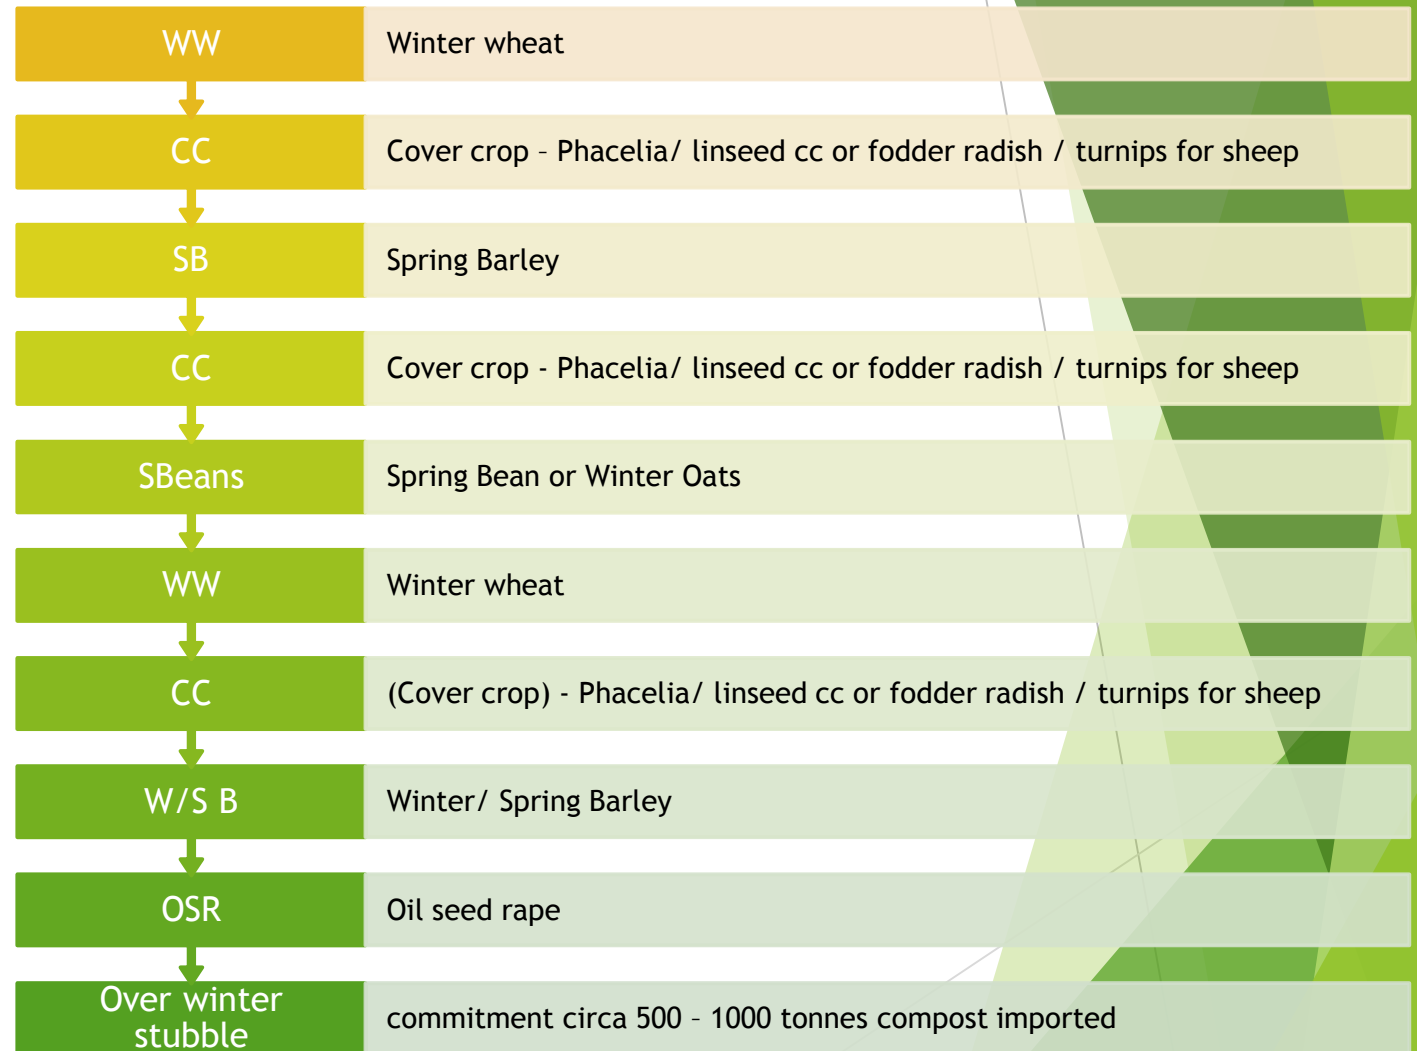 WW
Winter wheat
CC
Cover crop – Phacelia/ linseed cc or fodder radish / turnips for sheep
SB
Spring Barley
CC
Cover crop - Phacelia/ linseed cc or fodder radish / turnips for sheep
SBeans
Spring Bean or Winter Oats
WW
Winter wheat
CC
(Cover crop) - Phacelia/ linseed cc or fodder radish / turnips for sheep
W/S B
Winter/ Spring Barley
OSR
Oil seed rape
Over winter
stubble
commitment circa 500 – 1000 tonnes compost imported